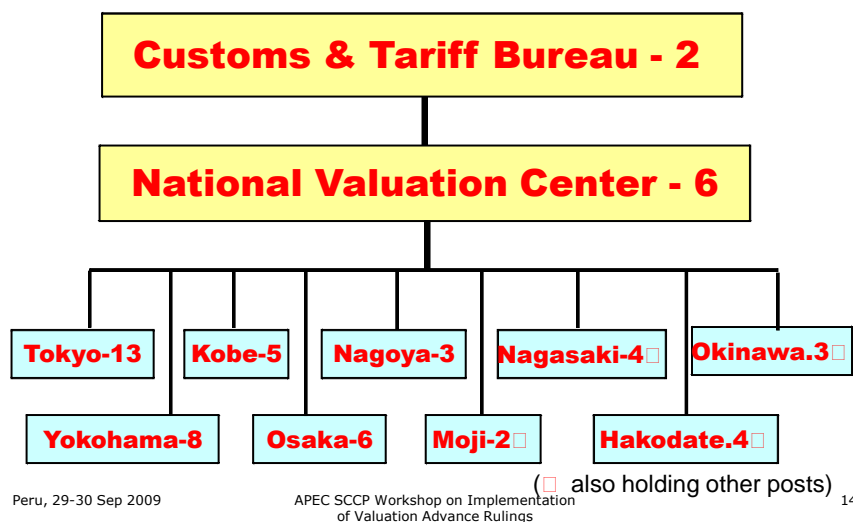 Customs & Tariff Bureau - 2
National Valuation Center - 6
Tokyo-13
Kobe-5
Nagoya-3
Nagasaki-4□
Okinawa.3□
Yokohama-8
Osaka-6
Moji-2□
Hakodate.4□
(□ also holding other posts)
Peru, 29-30 Sep 2009
APEC SCCP Workshop on Implementation
of Valuation Advance Rulings
14